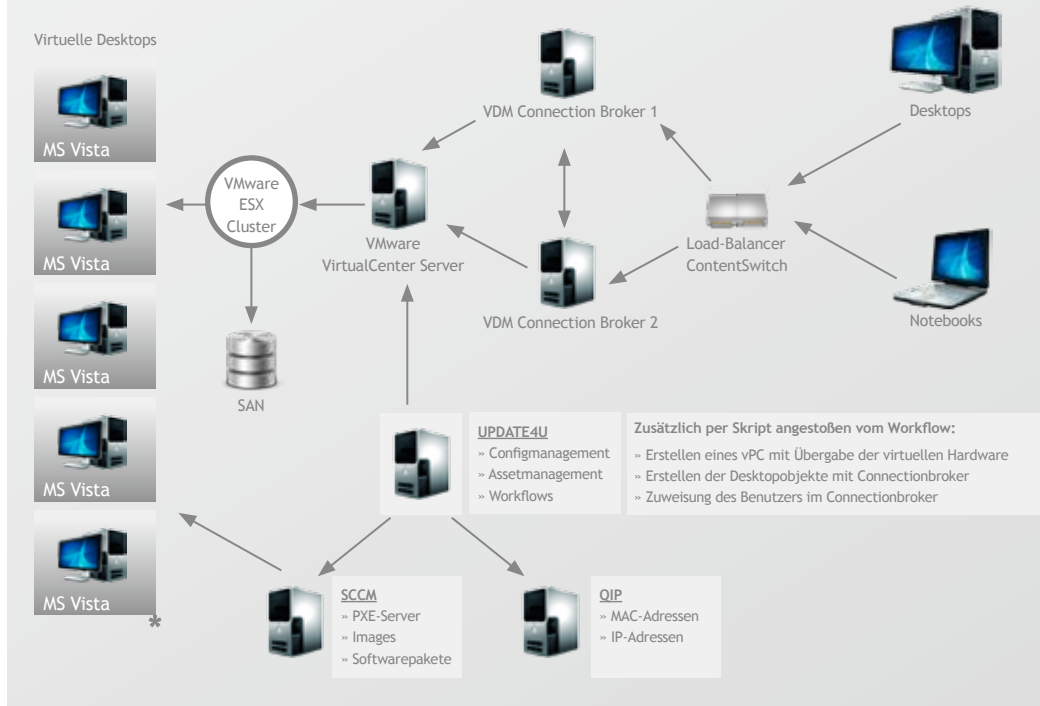 Virtuelle Desktops
MS Vista
MS Vista
MS Vista
MS Vista
MS Vista
*
VMware
ESX
Cluster
SAN
VMware
VirtualCenter Server
VDM Connection Broker 1
VDM Connection Broker 2
Load-Balancer
ContentSwitch
Desktops
Notebooks
UPDATE4U
» Configmanagement
» Assetmanagement
» Workflows
Zusätzlich per Skript angestoßen vom Workflow:
» Erstellen eines vPC mit Übergabe der virtuellen Hardware
» Erstellen der Desktopobjekte mit Connectionbroker
» Zuweisung des Benutzers im Connectionbroker
SCCM
» PXE-Server
» Images
» Softwarepakete
QIP
» MAC-Adressen
» IP-Adressen